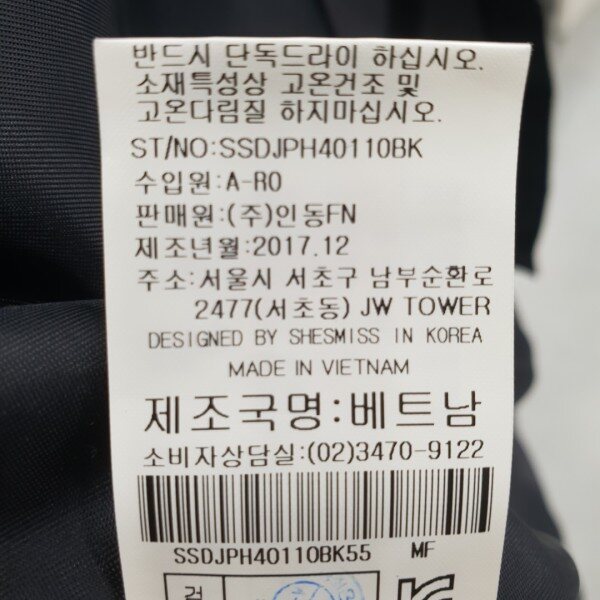 반드시 단독드라이 하십시오.
소재특성상 고온건조 및
고온다림질 하지마십시오.
ST/NO:SSDJPH40110BK
수입원:A-RO
판매원:(주)인동FN
제조년월:2017.12
주소:서울시 서초구 남부순환로
2477(서초동) JW TOWER
DESIGNED BY SHESMISS IN KOREA
MADE IN VIETNAM
제조국명:베트남
소비자상담실:(02)3470-9122
SSDJPH40110BK55 MF